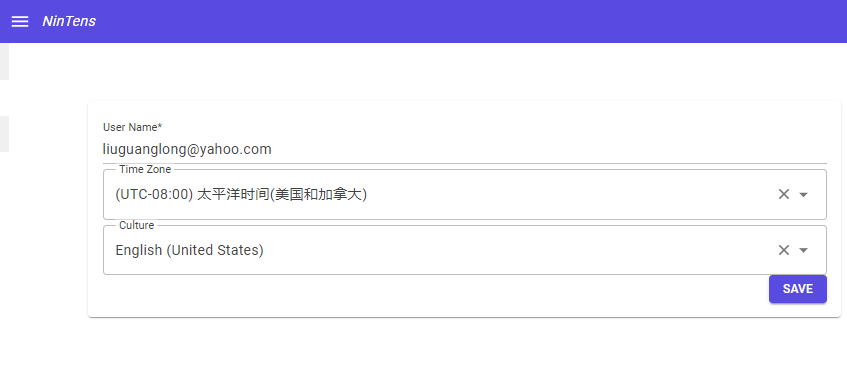 NinTens
User Name*
liuguanglong@yahoo.com
Time Zone
(UTC-08:00) 太平洋时间(美国和加拿大)
Culture
English (United States)
SAVE